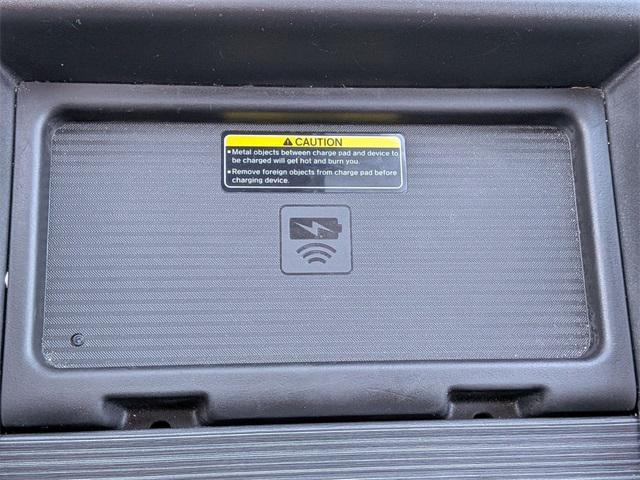 CAUTION
▪ Metal objects between charge pad and device to
be charged will get hot and burn you.
▪ Remove foreign objects from charge pad before
charging device.